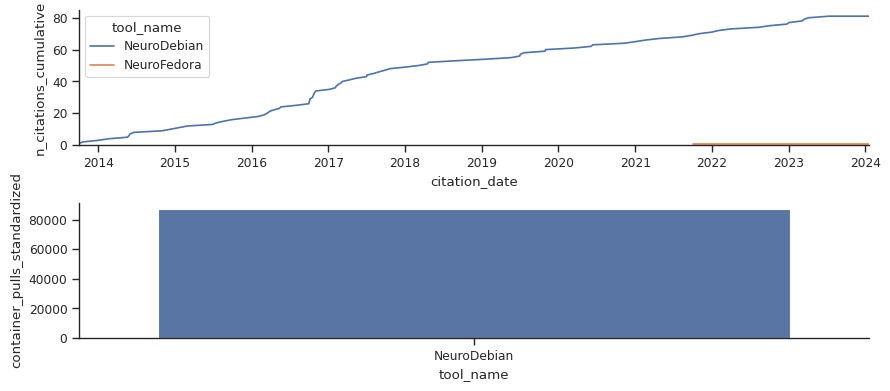 n_citations_cumulative
80
60
40
20
0
tool_name
NeuroDebian
NeuroFedora
2014 2015 2016 2017 2018 2019 2020 2021 2022 2023 2024
citation_date
container_pulls_standardized
80000
60000
40000
20000
0
NeuroDebian
tool_name